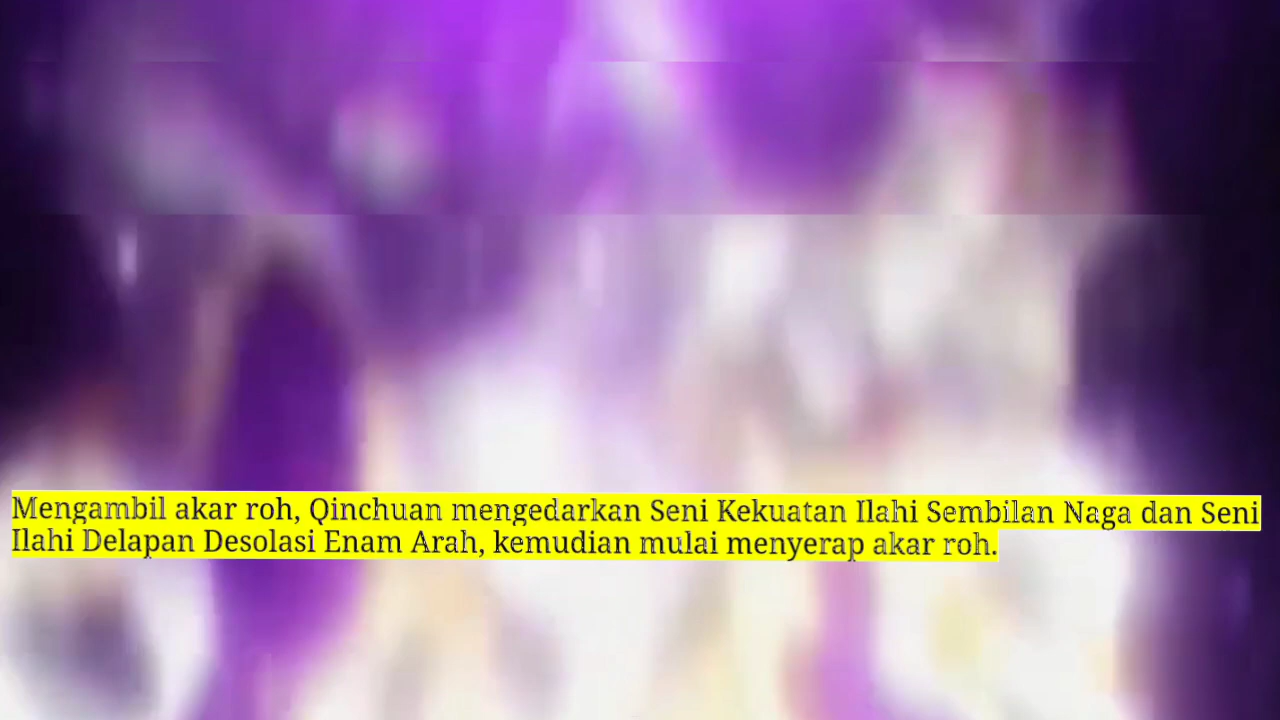 Mengambil akar roh, Qinchuan mengedarkan Seni Kekuatan Ilahi Sembilan Naga dan Seni
Ilahi Delapan Desolasi Enam Arah, kemudian mulai menyerap akar roh.